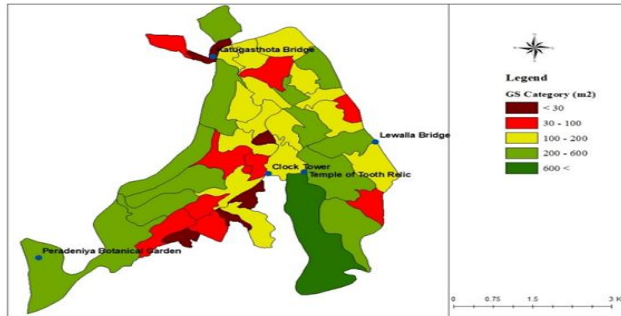 Katugasthota Bridge
Lewalla Bridge
Clock Tower
Temple of Tooth Relic
Peradeniya Botanical Garden
Legend
GS Category (m2)
< 30
30 - 100
100 - 200
200 - 600
600 <
0 0.75 1.5 3 K